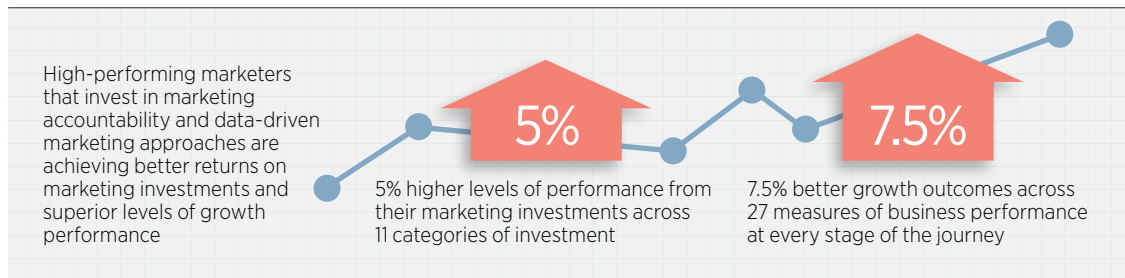 High-performing marketers
that invest in marketing
accountability and data-driven
marketing approaches are
achieving better returns on
marketing investments and
superior levels of growth
performance
5%
5% higher levels of performance from
their marketing investments across
11 categories of investment
7.5%
7.5% better growth outcomes across
27 measures of business performance
at every stage of the journey